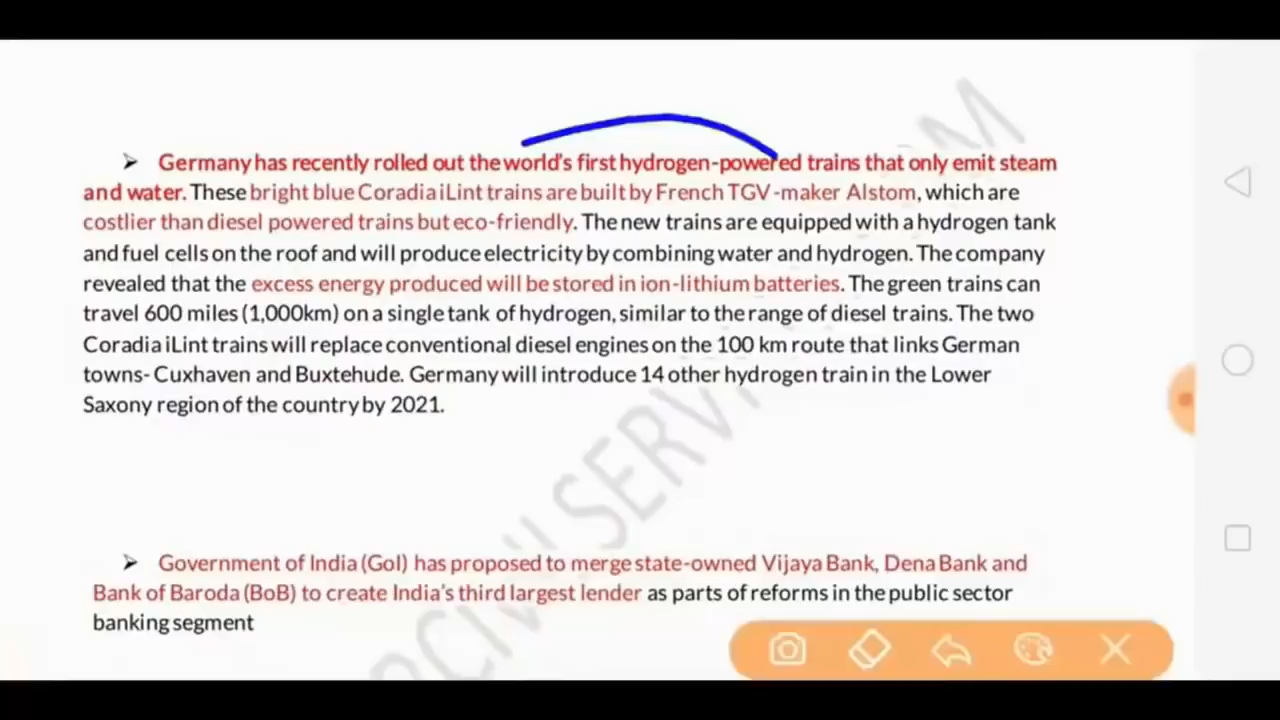 ➤ Germany has recently rolled out the world's first hydrogen-powered trains that only emit steam
and water. These bright blue Coradia iLint trains are built by French TGV-maker Alstom, which are
costlier than diesel powered trains but eco-friendly. The new trains are equipped with a hydrogen tank
and fuel cells on the roof and will produce electricity by combining water and hydrogen. The company
revealed that the excess energy produced will be stored in ion-lithium batteries. The green trains can
travel 600 miles (1,000km) on a single tank of hydrogen, similar to the range of diesel trains. The two
Coradia iLint trains will replace conventional diesel engines on the 100 km route that links German
towns- Cuxhaven and Buxtehude. Germany will introduce 14 other hydrogen train in the Lower
Saxony region of the country by 2021.
➤ Government of India (GoI) has proposed to merge state-owned Vijaya Bank, Dena Bank and
Bank of Baroda (BoB) to create India's third largest lender as parts of reforms in the public sector
banking segment